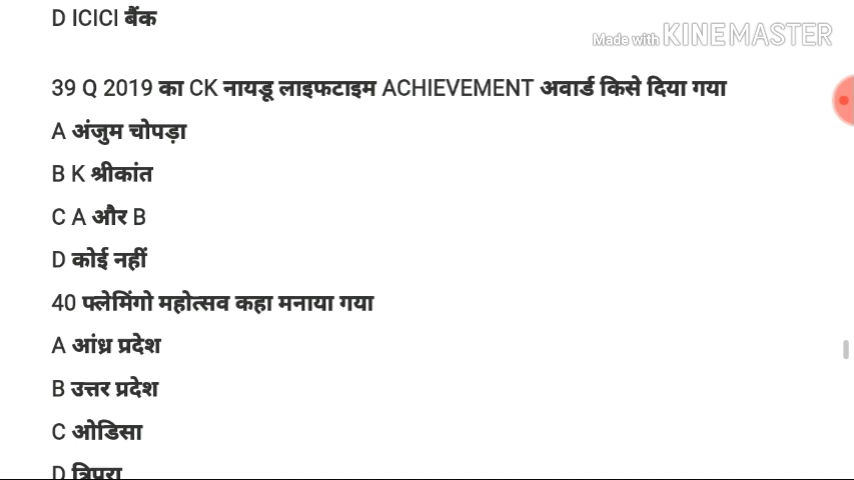 D ICICI बैंक
Made with KINEMASTER
39 Q 2019 का CK नायडू लाइफटाइम ACHIEVEMENT अवार्ड किसे दिया गया
A अंजुम चोपड़ा
B K श्रीकांत
C A और B
D कोई नहीं
40 फ्लेमिंगो महोत्सव कहा मनाया गया
A आंध्र प्रदेश
B उत्तर प्रदेश
C ओडिसा
D त्रिपुरा